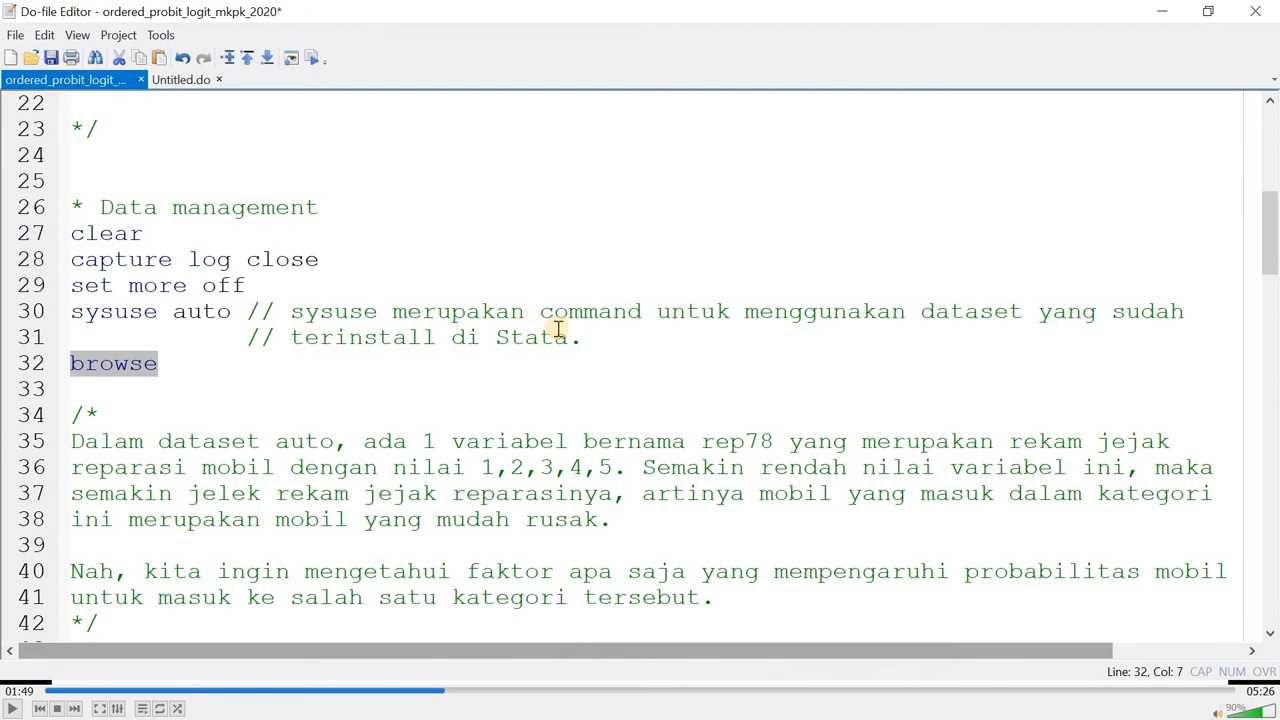 Do-file Editor - ordered_probit_logit_mkpk_2020*
File Edit View Project Tools
ordered_probit_logit_... × Untitled.do ×
22
23 */
24
25
26 * Data management
27 clear
28 capture log close
29 set more off
30 sysuse auto // sysuse merupakan command untuk menggunakan dataset yang sudah
31 // terinstall di Stata.
32 browse
33
34 /*
35 Dalam dataset auto, ada 1 variabel bernama rep78 yang merupakan rekam jejak
36 reparasi mobil dengan nilai 1,2,3,4,5. Semakin rendah nilai variabel ini, maka
37 semakin jelek rekam jejak reparasinya, artinya mobil yang masuk dalam kategori
38 ini merupakan mobil yang mudah rusak.
39
40 Nah, kita ingin mengetahui faktor apa saja yang mempengaruhi probabilitas mobil
41 untuk masuk ke salah satu kategori tersebut.
42 */
Line: 32, Col: 7 CAP NUM OVR
01:49 05:26
90%